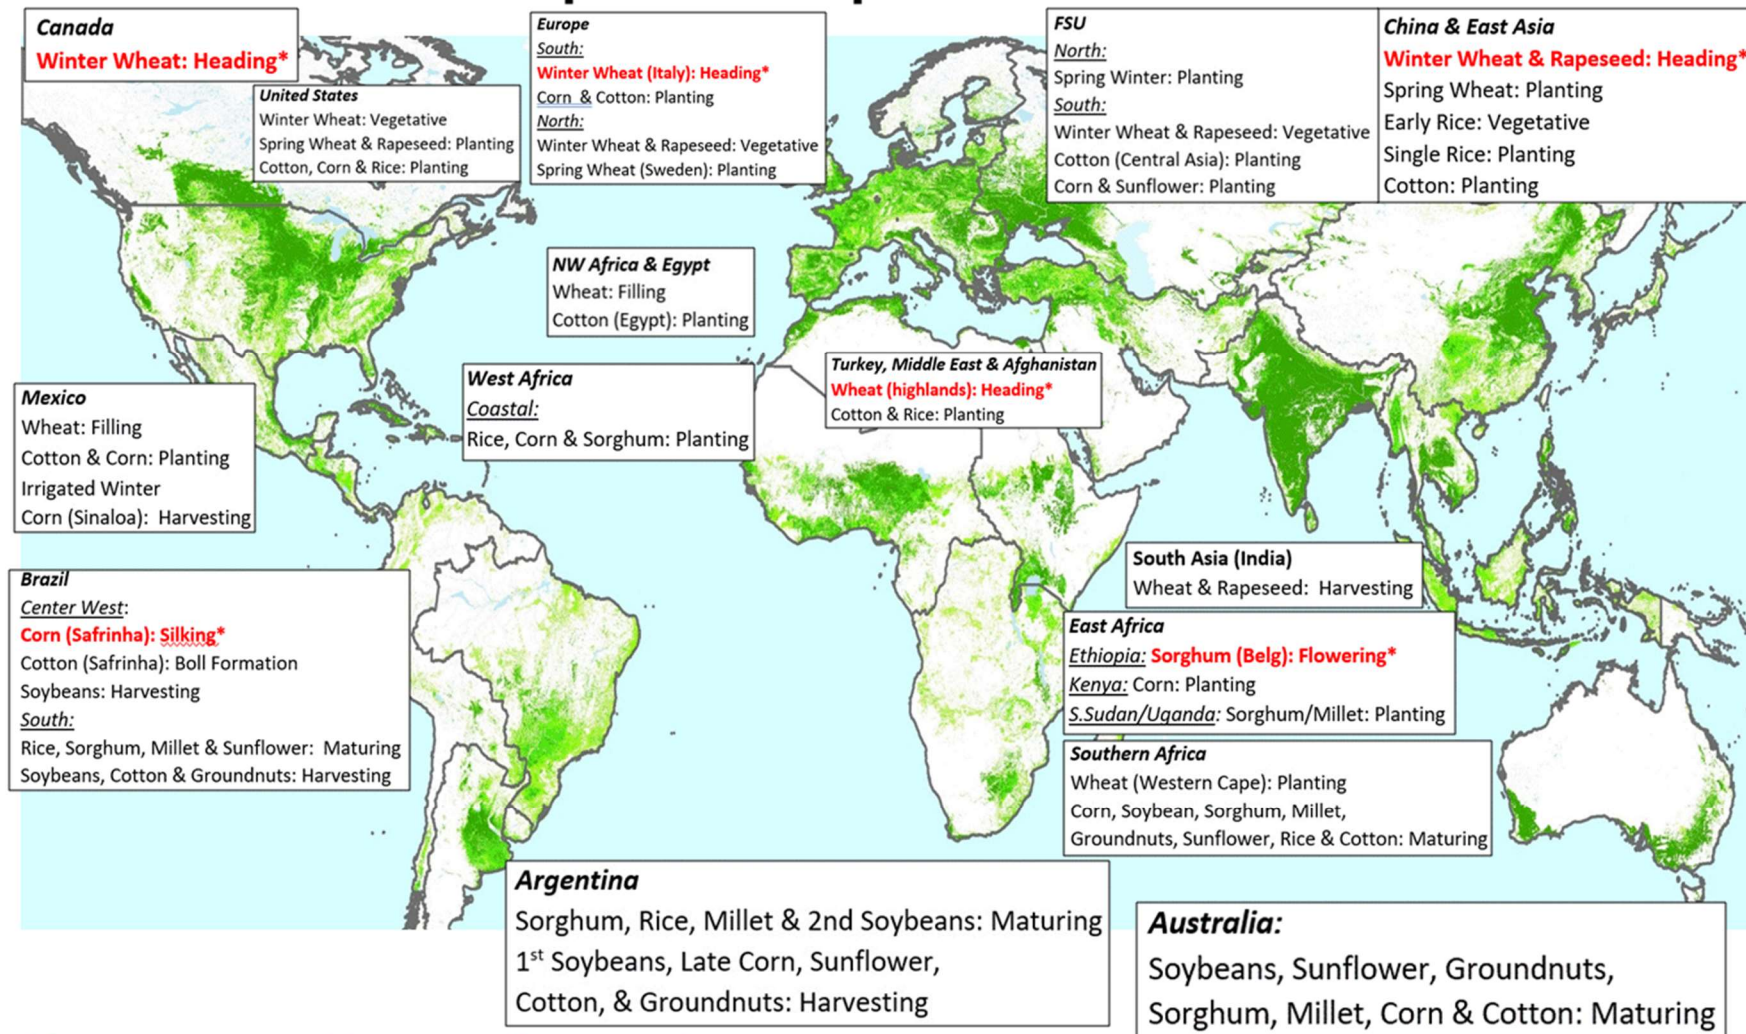 Canada
Winter Wheat: Heading*
United States
Winter Wheat: Vegetative
Spring Wheat & Rapeseed: Planting
Cotton, Corn & Rice: Planting
Europe
South:
Winter Wheat (Italy): Heading*
Corn & Cotton: Planting
North:
Winter Wheat & Rapeseed: Vegetative
Spring Wheat (Sweden): Planting
FSU
North:
Spring Winter: Planting
South:
Winter Wheat & Rapeseed: Vegetative
Cotton (Central Asia): Planting
Corn & Sunflower: Planting
China & East Asia
Winter Wheat & Rapeseed: Heading*
Spring Wheat: Planting
Early Rice: Vegetative
Single Rice: Planting
Cotton: Planting
NW Africa & Egypt
Wheat: Filling
Cotton (Egypt): Planting
Turkey, Middle East & Afghanistan
Wheat (highlands): Heading*
Cotton & Rice: Planting
West Africa
Coastal:
Rice, Corn & Sorghum: Planting
Mexico
Wheat: Filling
Cotton & Corn: Planting
Irrigated Winter
Corn (Sinaloa): Harvesting
Brazil
Center West:
Corn (Safrinha): Silking*
Cotton (Safrinha): Boll Formation
Soybeans: Harvesting
South:
Rice, Sorghum, Millet & Sunflower: Maturing
Soybeans, Cotton & Groundnuts: Harvesting
South Asia (India)
Wheat & Rapeseed: Harvesting
East Africa
Ethiopia: Sorghum (Belg): Flowering*
Kenya: Corn: Planting
S.Sudan/Uganda: Sorghum/Millet: Planting
Southern Africa
Wheat (Western Cape): Planting
Corn, Soybean, Sorghum, Millet,
Groundnuts, Sunflower, Rice & Cotton: Maturing
Argentina
Sorghum, Rice, Millet & 2nd Soybeans: Maturing
1st Soybeans, Late Corn, Sunflower,
Cotton, & Groundnuts: Harvesting
Australia:
Soybeans, Sunflower, Groundnuts,
Sorghum, Millet, Corn & Cotton: Maturing